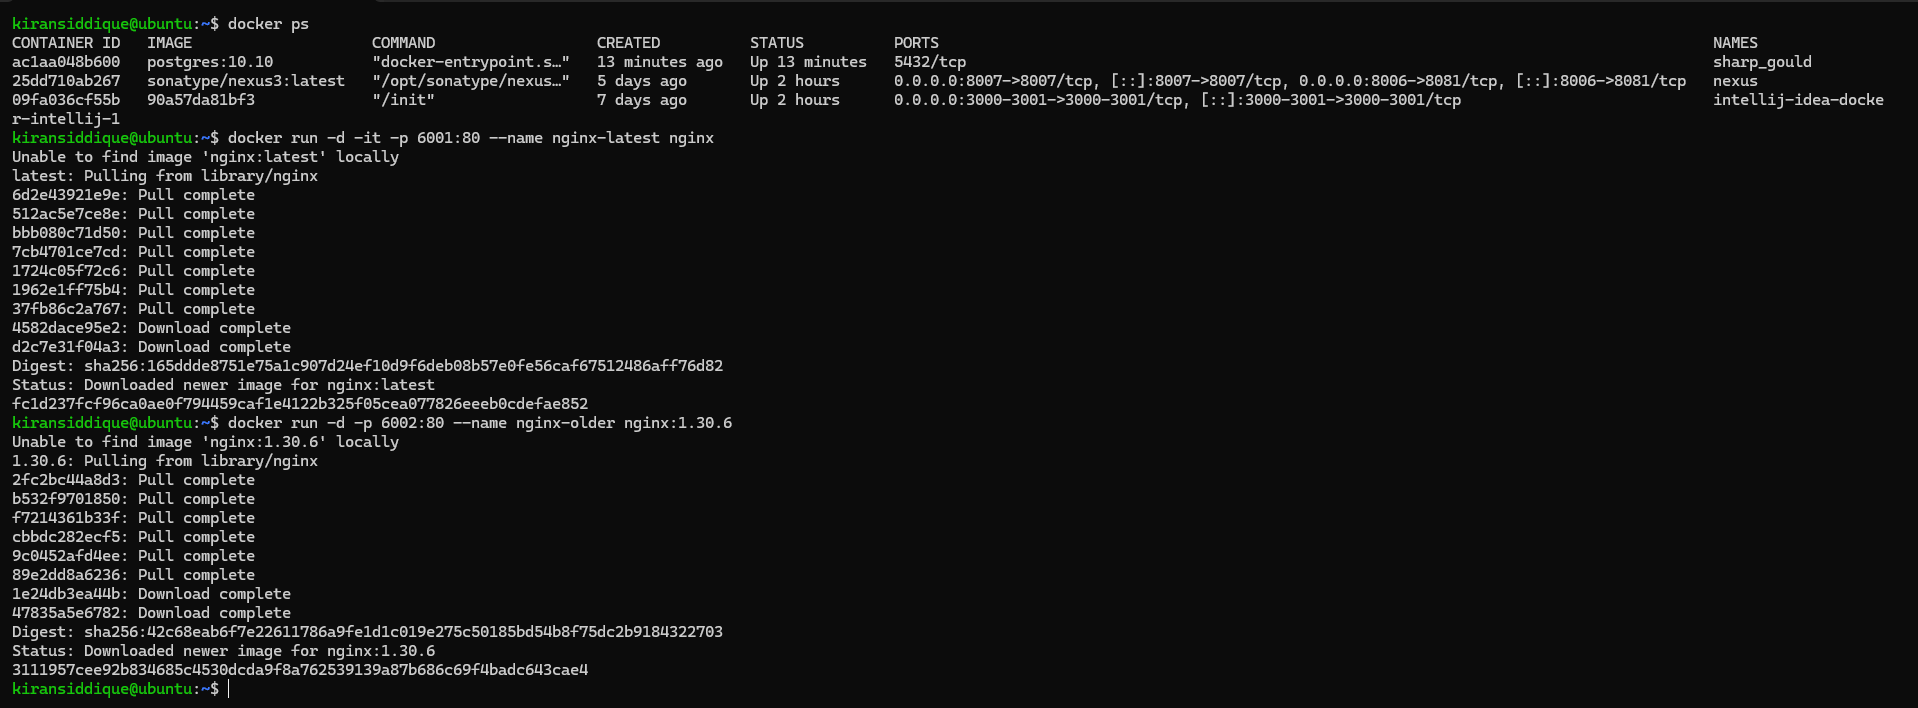 kiransiddique@ubuntu:~$ docker ps
CONTAINER ID   IMAGE                    COMMAND                  CREATED          STATUS          PORTS                                                                                      NAMES
ac1aa048b600   postgres:10.10           "docker-entrypoint.s…"   13 minutes ago   Up 13 minutes   5432/tcp                                                                                   sharp_gould
25dd710ab267   sonatype/nexus3:latest   "/opt/sonatype/nexus…"   5 days ago       Up 2 hours      0.0.0.0:8007->8007/tcp, [::]:8007->8007/tcp, 0.0.0.0:8006->8081/tcp, [::]:8006->8081/tcp   nexus
09fa036cf55b   90a57da81bf3             "/init"                  7 days ago       Up 2 hours      0.0.0.0:3000-3001->3000-3001/tcp, [::]:3000-3001->3000-3001/tcp                            intellij-idea-docke
r-intellij-1
kiransiddique@ubuntu:~$ docker run -d -it -p 6001:80 --name nginx-latest nginx
Unable to find image 'nginx:latest' locally
latest: Pulling from library/nginx
6d2e43921e9e: Pull complete
512ac5e7ce8e: Pull complete
bbb080c71d50: Pull complete
7cb4701ce7cd: Pull complete
1724c05f72c6: Pull complete
1962e1ff75b4: Pull complete
37fb86c2a767: Pull complete
4582dace95e2: Download complete
d2c7e31f04a3: Download complete
Digest: sha256:165ddde8751e75a1c907d24ef10d9f6deb08b57e0fe56caf67512486aff76d82
Status: Downloaded newer image for nginx:latest
fc1d237fcf96ca0ae0f794459caf1e4122b325f05cea077826eeeb0cdefae852
kiransiddique@ubuntu:~$ docker run -d -p 6002:80 --name nginx-older nginx:1.30.6
Unable to find image 'nginx:1.30.6' locally
1.30.6: Pulling from library/nginx
2fc2bc44a8d3: Pull complete
b532f9701850: Pull complete
f7214361b33f: Pull complete
cbbdc282ecf5: Pull complete
9c0452afd4ee: Pull complete
89e2dd8a6236: Pull complete
1e24db3ea44b: Download complete
47835a5e6782: Download complete
Digest: sha256:42c68eab6f7e22611786a9fe1d1c019e275c50185bd54b8f75dc2b9184322703
Status: Downloaded newer image for nginx:1.30.6
3111957cee92b834685c4530dcda9f8a762539139a87b686c69f4badc643cae4
kiransiddique@ubuntu:~$